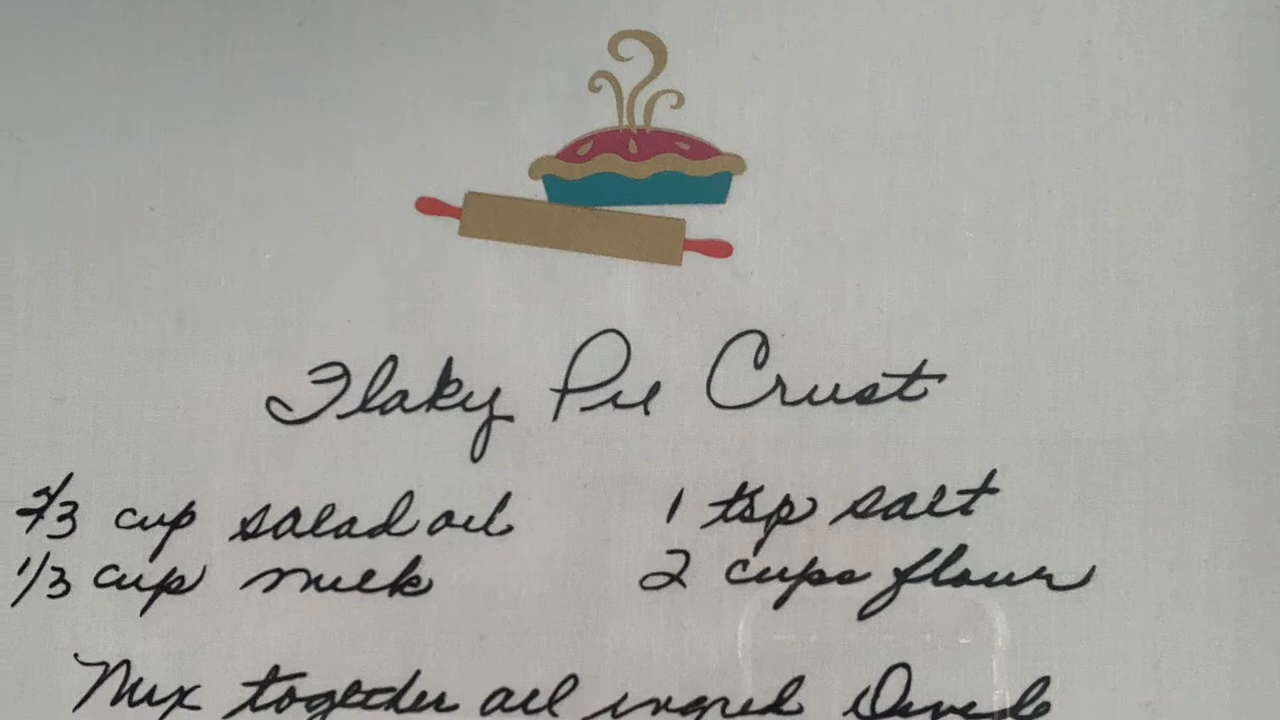 Flaky Pie Crust
2/3 cup salad oil 1 tsp salt
1/3 cup milk 2 cups flour
Mix together all ingred Divide